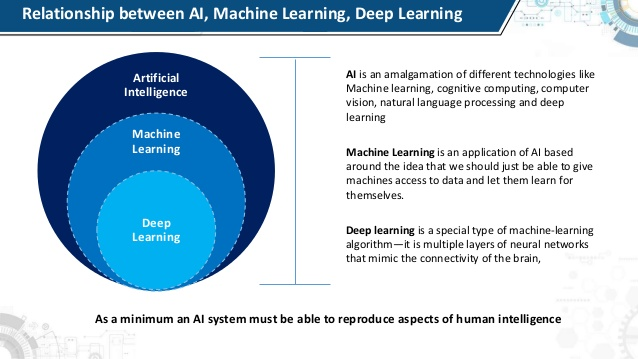 Relationship between AI, Machine Learning, Deep Learning
Artificial
Intelligence
Machine
Learning
Deep
Learning
AI is an amalgamation of different technologies like
Machine learning, cognitive computing, computer
vision, natural language processing and deep
learning
Machine Learning is an application of AI based
around the idea that we should just be able to give
machines access to data and let them learn for
themselves.
Deep learning is a special type of machine-learning
algorithm—it is multiple layers of neural networks
that mimic the connectivity of the brain,
As a minimum an AI system must be able to reproduce aspects of human intelligence